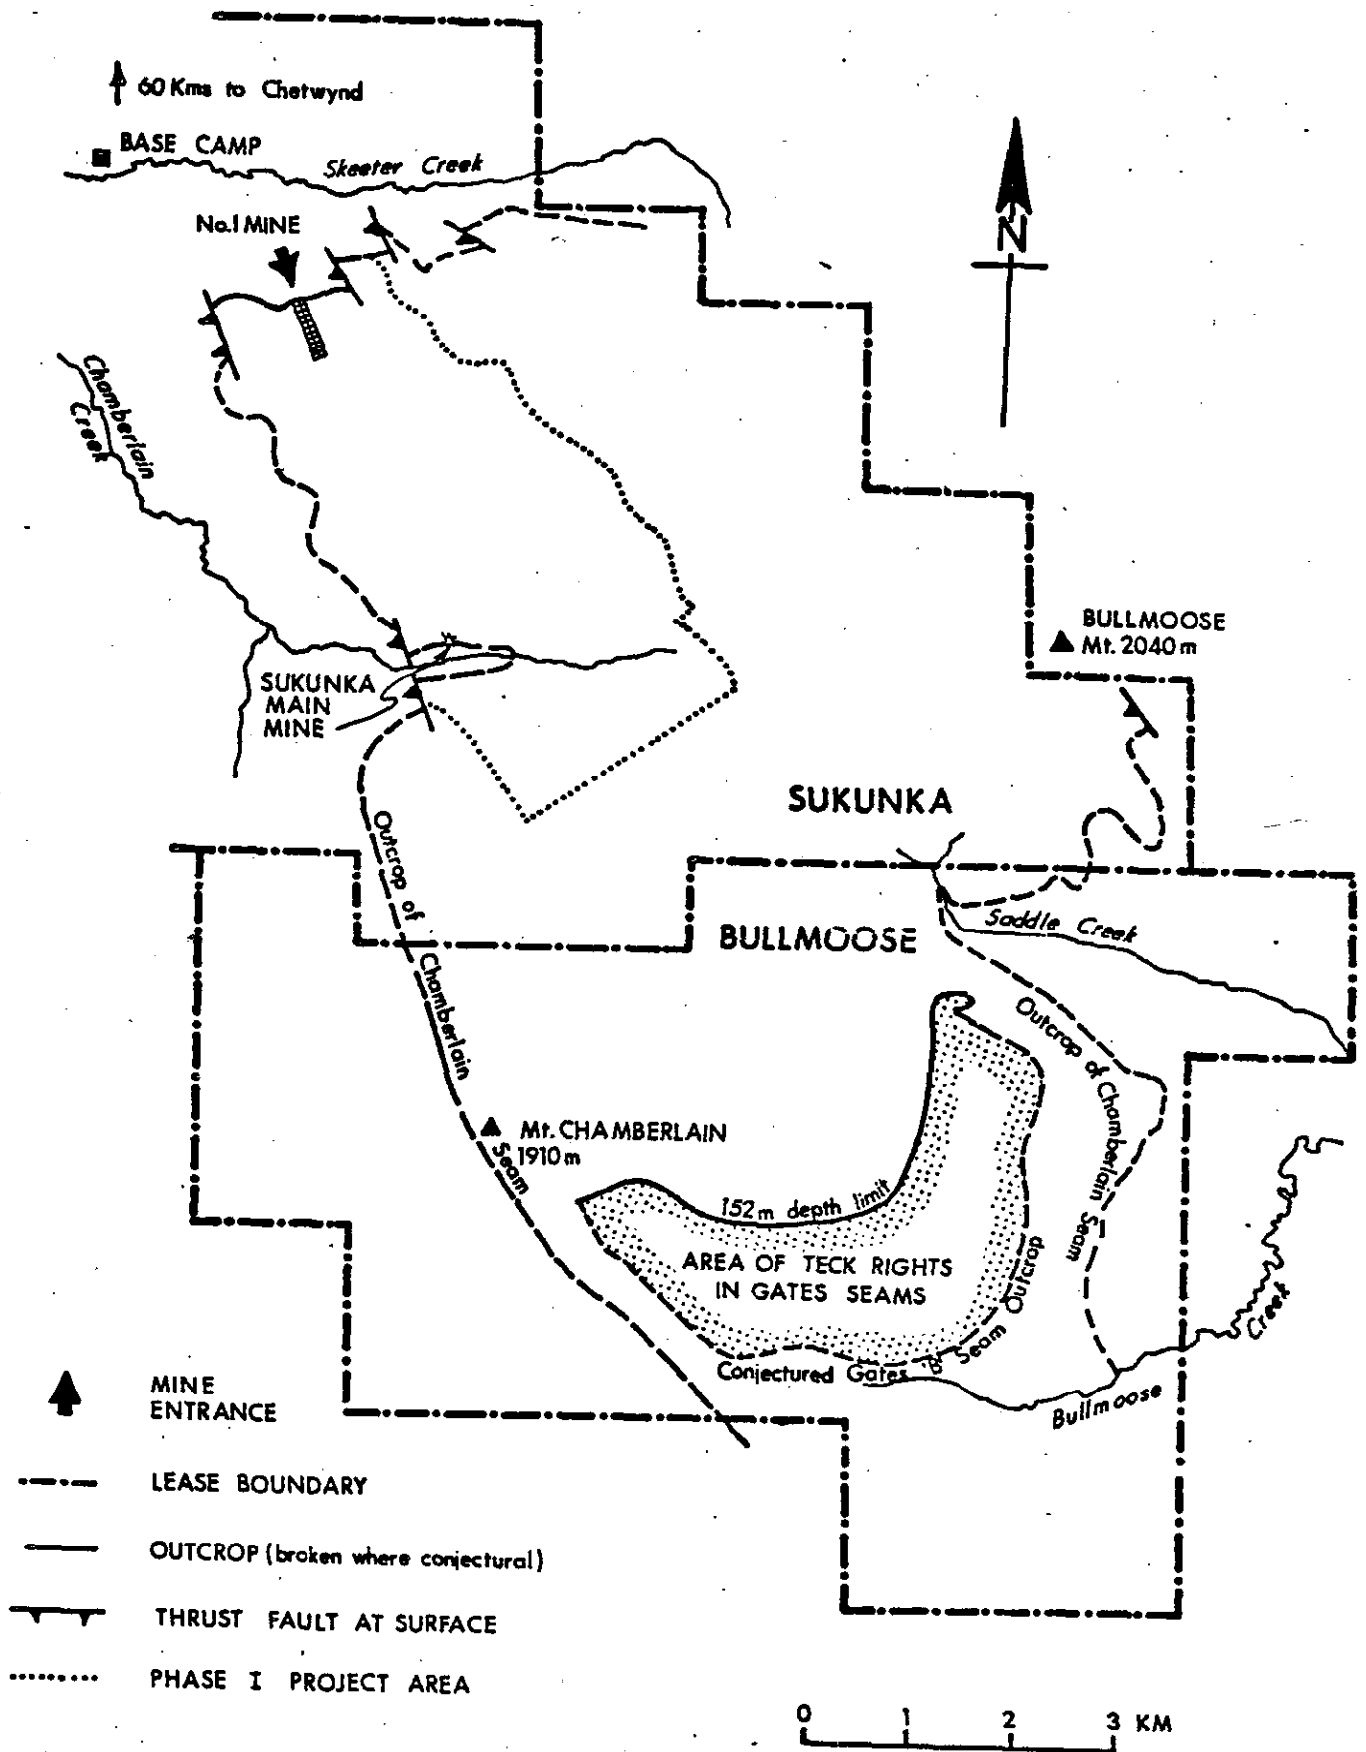 60 Kms to Chetwynd
BASE CAMP
Skeeter Creek
No.1 MINE
N
Chamberlain
Creek
BULLMOOSE
Mt. 2040 m
SUKUNKA
MAIN
MINE
SUKUNKA
Outcrop of Chamberlain Seam
BULLMOOSE
Saddle Creek
Outcrop of Chamberlain Seam
Mt. CHAMBERLAIN
1910 m
152 m depth limit
AREA OF TECK RIGHTS
IN GATES SEAMS
Conjectured Gates 'B' Seam Outcrop
Bullmoose Creek
MINE
ENTRANCE
LEASE BOUNDARY
OUTCROP (broken where conjectural)
THRUST FAULT AT SURFACE
PHASE I PROJECT AREA
0 1 2 3 KM